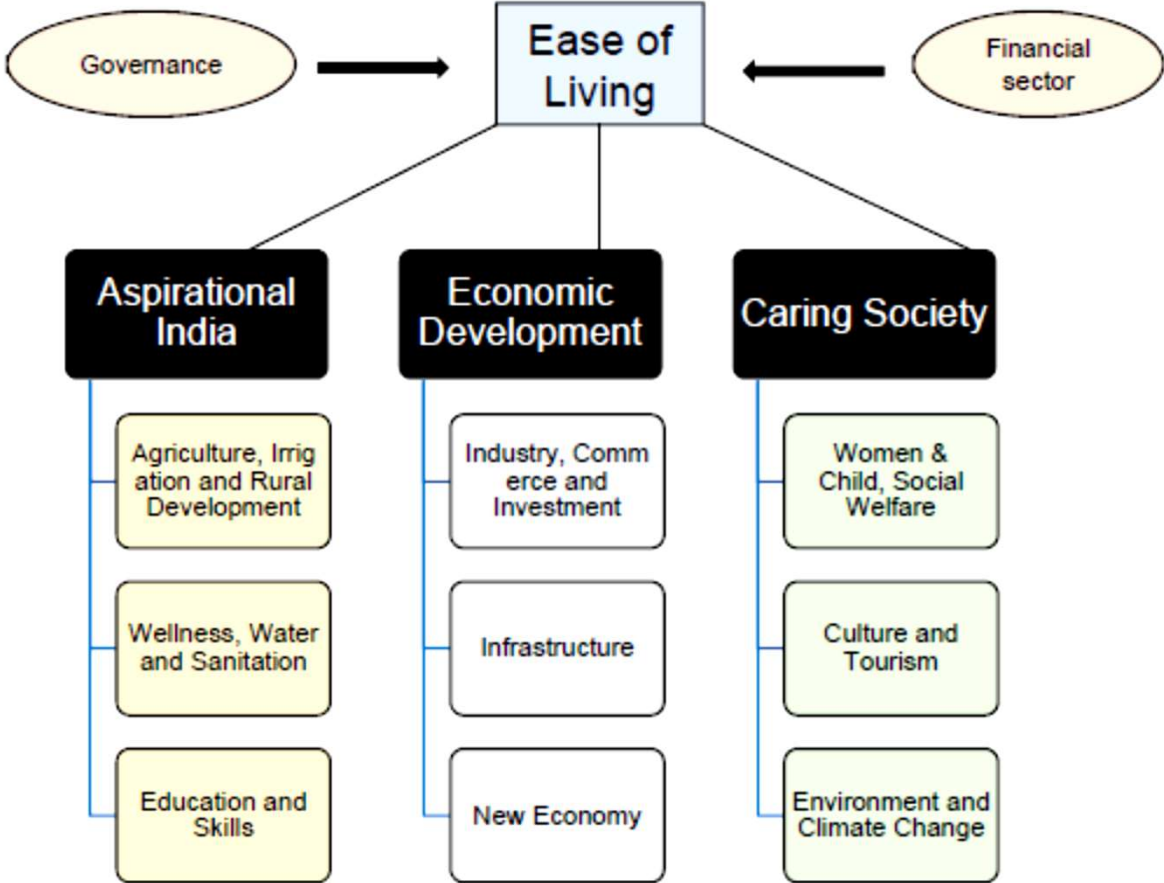 Governance
Ease of
Living
Financial
sector
Aspirational
India
Economic
Development
Caring Society
Agriculture, Irrig
ation and Rural
Development
Industry, Comm
erce and
Investment
Women &
Child, Social
Welfare
Wellness, Water
and Sanitation
Infrastructure
Culture and
Tourism
Education and
Skills
New Economy
Environment and
Climate Change